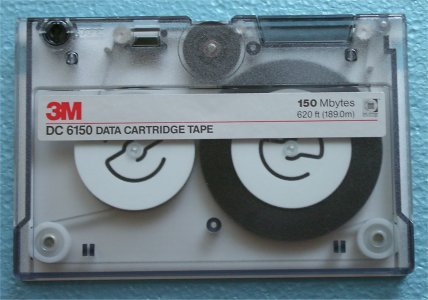 3M
150 Mbytes
DC 6150 DATA CARTRIDGE TAPE
620 ft (189.0m)